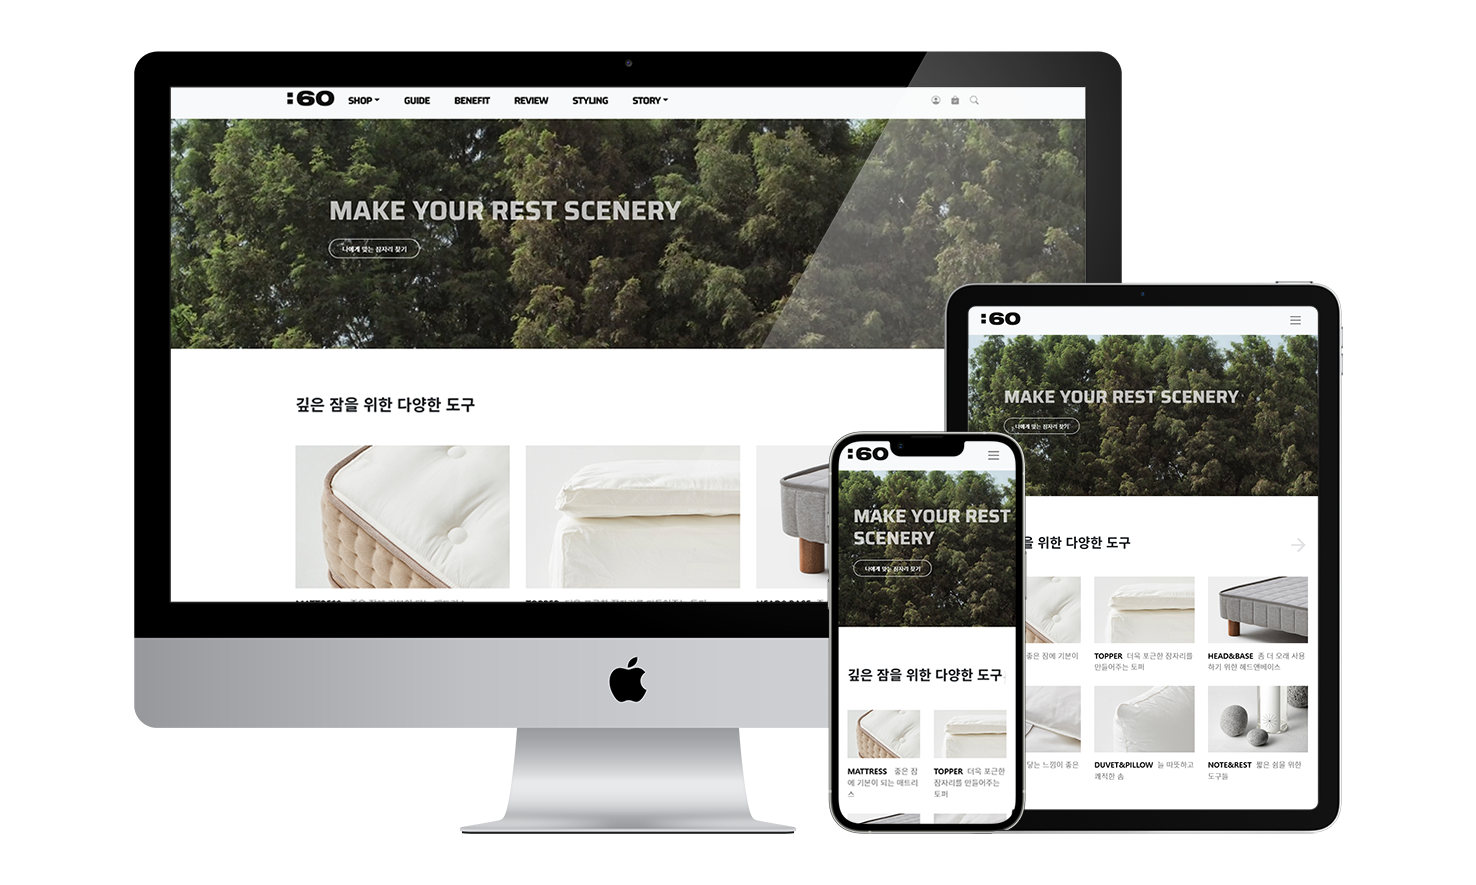 :60 SHOP GUIDE BENEFIT REVIEW STYLING STORY
MAKE YOUR REST SCENERY
나에게 맞는 잠자리 찾기
깊은 잠을 위한 다양한 도구
:60
MAKE YOUR REST SCENERY
나에게 맞는 잠자리 찾기
을 위한 다양한 도구
좋은 잠에 기본이
TOPPER 더욱 포근한 잠자리를
만들어주는 토퍼
HEAD&BASE 좀 더 오래 사용
하기 위한 헤드앤베이스
닿는 느낌이 좋은
DUVET&PILLOW 늘 따뜻하고
쾌적한 솜
NOTE&REST 짧은 쉼을 위한
도구들
:60
MAKE YOUR REST
SCENERY
나에게 맞는 잠자리 찾기
깊은 잠을 위한 다양한 도구
MATTRESS 좋은 잠
에 기본이 되는 매트리
스
TOPPER 더욱 포근한
잠자리를 만들어주는
토퍼